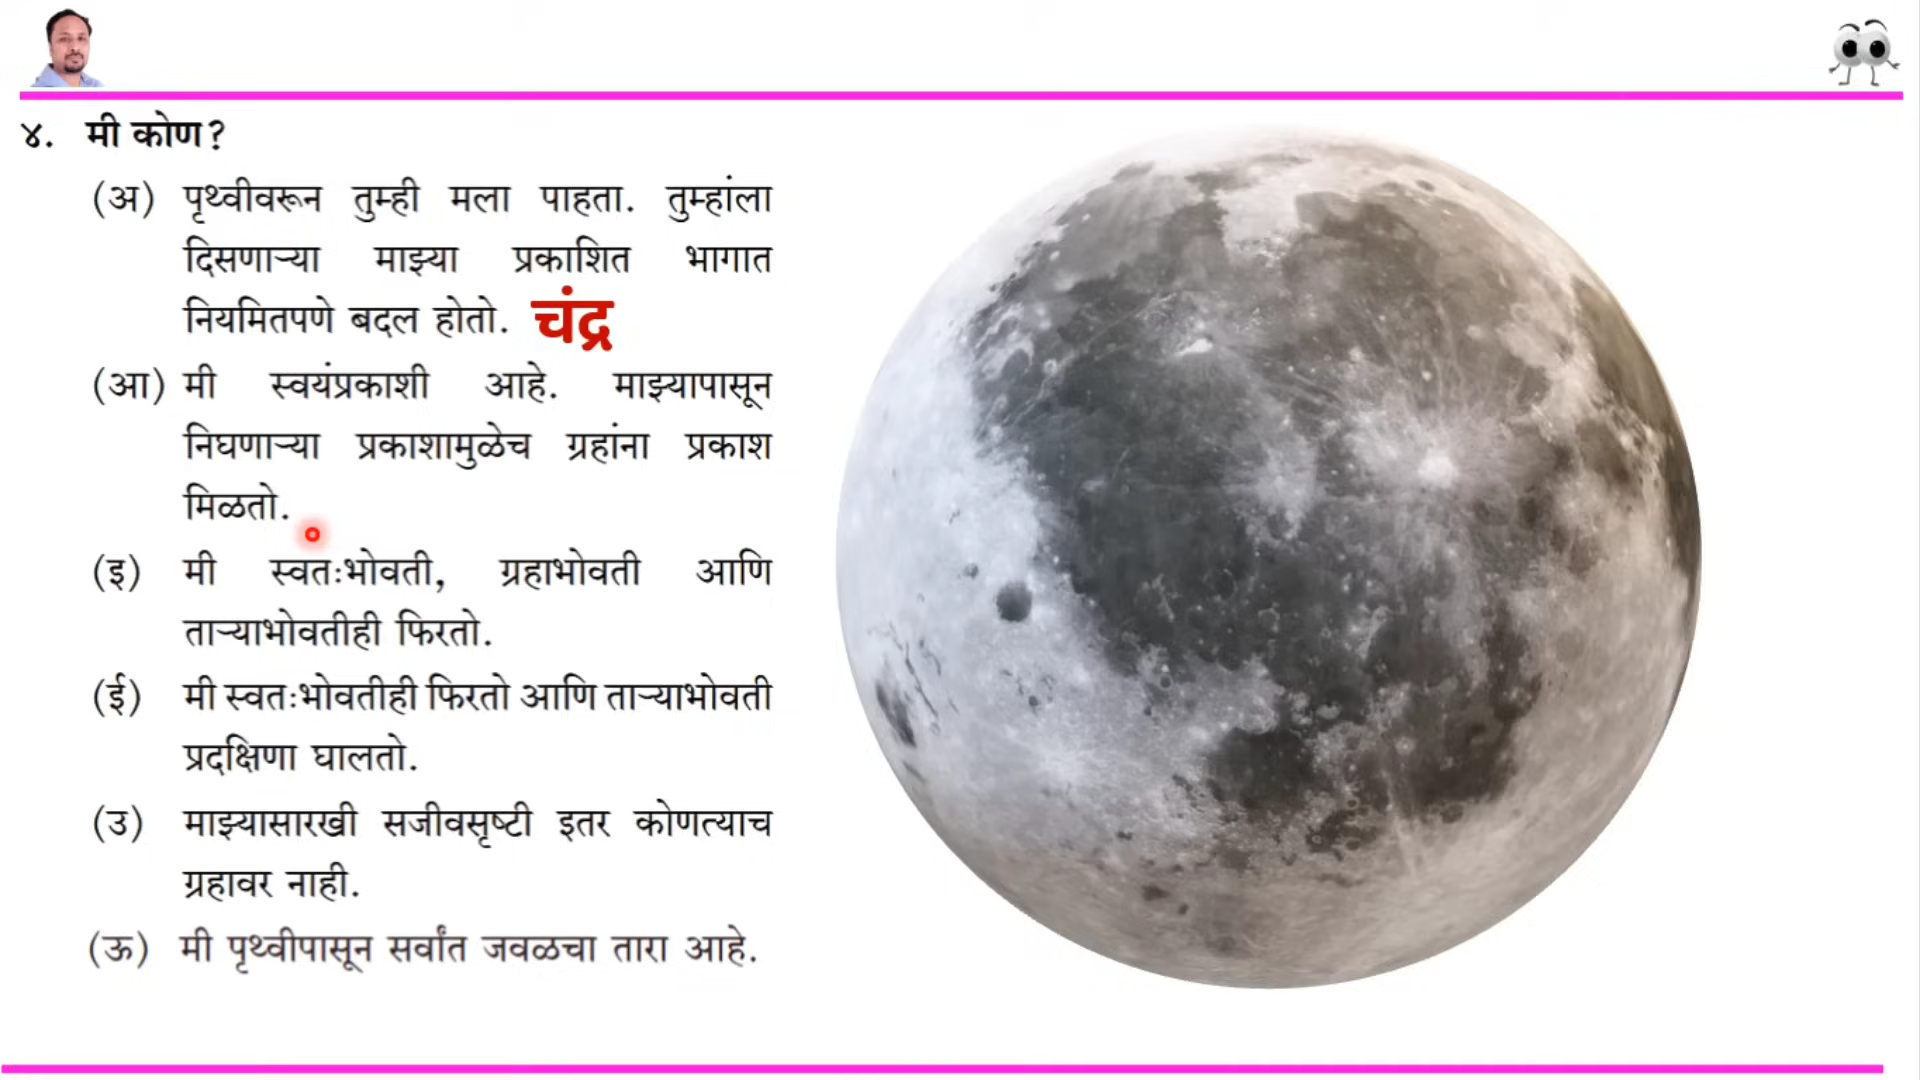 ४. मी कोण?
(अ) पृथ्वीवरून तुम्ही मला पाहता. तुम्हांला
दिसणाऱ्या माझ्या प्रकाशित भागात
नियमितपणे बदल होतो. चंद्र
(आ) मी स्वयंप्रकाशी आहे. माझ्यापासून
निघणाऱ्या प्रकाशामुळेच ग्रहांना प्रकाश
मिळतो.
(इ) मी स्वतःभोवती, ग्रहाभोवती आणि
ताऱ्याभोवतीही फिरतो.
(ई) मी स्वतःभोवतीही फिरतो आणि ताऱ्याभोवती
प्रदक्षिणा घालतो.
(उ) माझ्यासारखी सजीवसृष्टी इतर कोणत्याच
ग्रहावर नाही.
(ऊ) मी पृथ्वीपासून सर्वांत जवळचा तारा आहे.